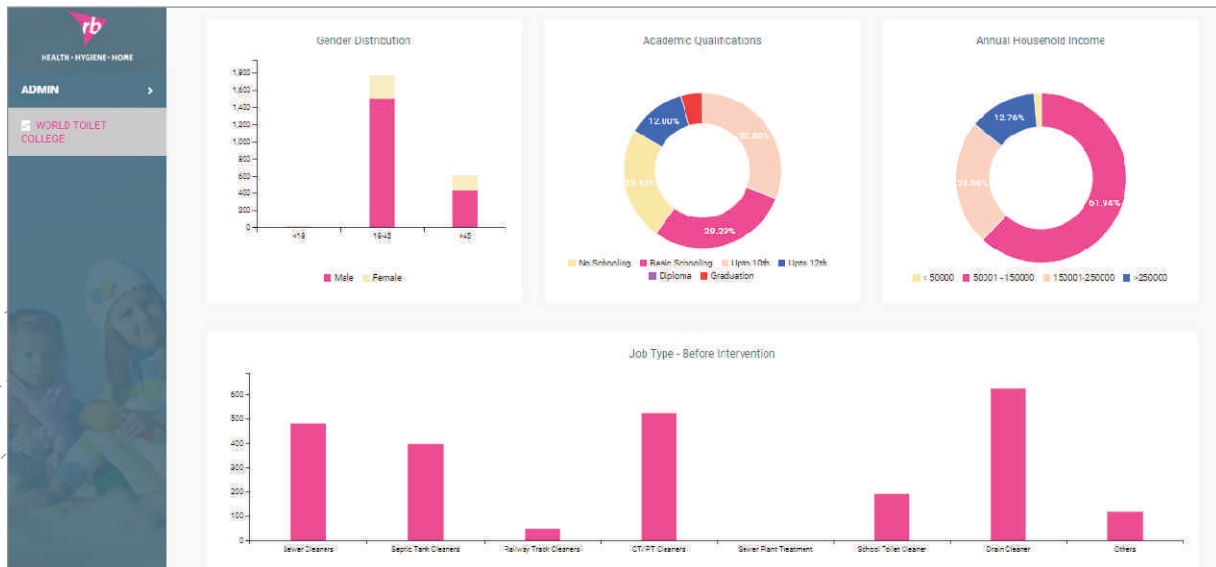 rb
HEALTH • HYGIENE • HOME
ADMIN
WORLD TOILET
COLLEGE
Gender Distribution
1,800
1,600
1,400
1,200
1,000
800
600
400
200
0
<18
18-45
>45
Male Female
Academic Qualifications
12.00%
29.29%
No Schooling Basic Schooling Upto 10th Upto 12th
Diploma Graduation
Annual Household Income
12.76%
61.94%
< 50000 50001 - 150000 150001-250000 >250000
Job Type - Before Intervention
600
500
400
300
200
100
0
Sewer Cleaners Septic Tank Cleaners Railway Track Cleaners CT/ PT Cleaners Sewer Plant Treatment School Toilet Cleaner Drain Cleaner Others